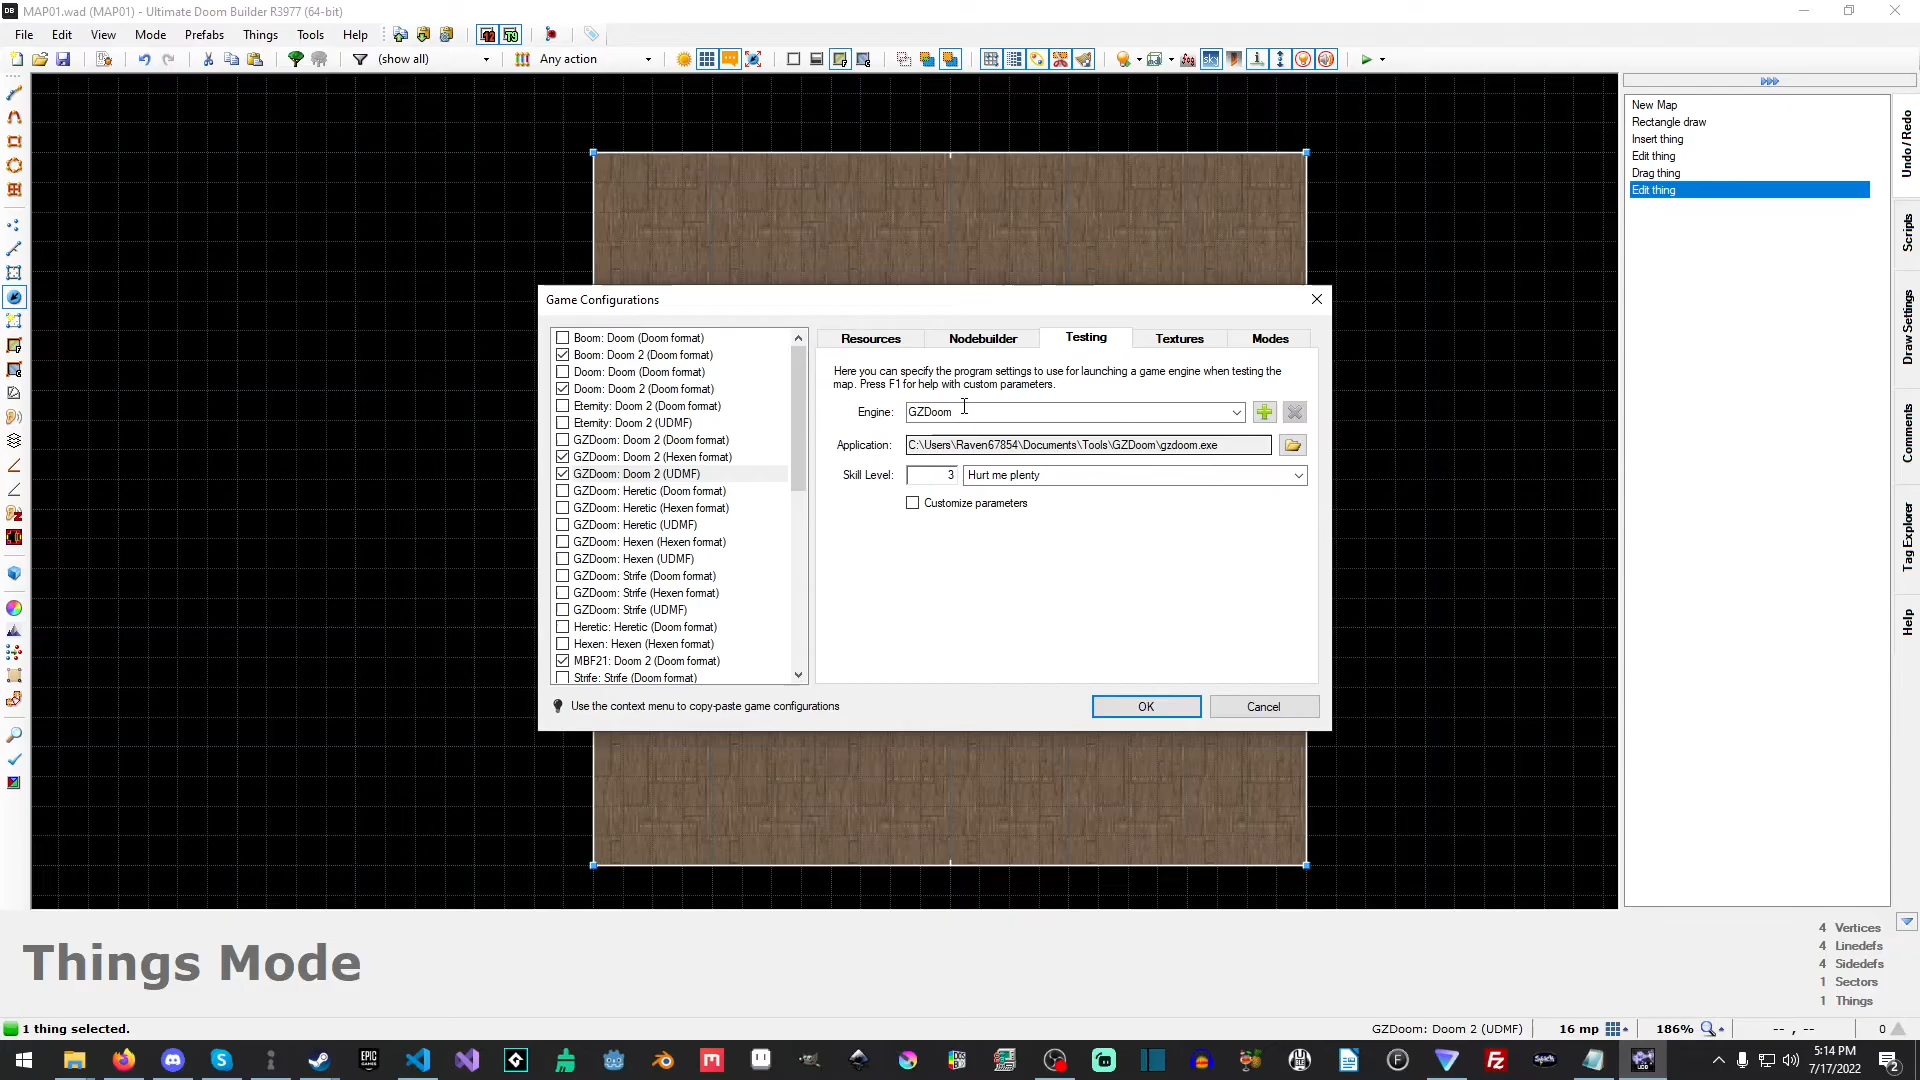 MAP01.wad (MAP01) - Ultimate Doom Builder R3977 (64-bit)
File Edit View Mode Prefabs Things Tools Help
(show all) Any action
New Map
Rectangle draw
Insert thing
Edit thing
Drag thing
Edit thing
Undo / Redo
Scripts
Draw Settings
Comments
Tag Explorer
Help
Game Configurations
Boom: Doom (Doom format)
Boom: Doom 2 (Doom format)
Doom: Doom (Doom format)
Doom: Doom 2 (Doom format)
Eternity: Doom 2 (Doom format)
Eternity: Doom 2 (UDMF)
GZDoom: Doom 2 (Doom format)
GZDoom: Doom 2 (Hexen format)
GZDoom: Doom 2 (UDMF)
GZDoom: Heretic (Doom format)
GZDoom: Heretic (Hexen format)
GZDoom: Heretic (UDMF)
GZDoom: Hexen (Hexen format)
GZDoom: Hexen (UDMF)
GZDoom: Strife (Doom format)
GZDoom: Strife (Hexen format)
GZDoom: Strife (UDMF)
Heretic: Heretic (Doom format)
Hexen: Hexen (Hexen format)
MBF21: Doom 2 (Doom format)
Strife: Strife (Doom format)
Resources Nodebuilder Testing Textures Modes
Here you can specify the program settings to use for launching a game engine when testing the
map. Press F1 for help with custom parameters.
Engine: GZDoom
Application: C:\Users\Raven67854\Documents\Tools\GZDoom\gzdoom.exe
Skill Level: 3 Hurt me plenty
Customize parameters
Use the context menu to copy-paste game configurations
OK Cancel
Things Mode
4 Vertices
4 Linedefs
4 Sidedefs
1 Sectors
1 Things
1 thing selected.
GZDoom: Doom 2 (UDMF) 16 mp 186% -- , -- 0
5:14 PM
7/17/2022
2